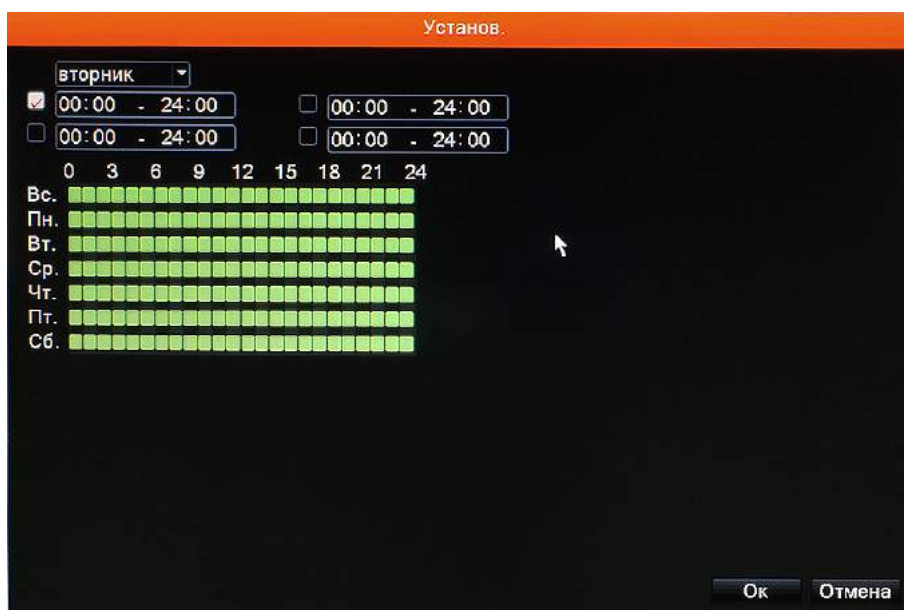 Установ.
вторник
00:00 - 24:00 00:00 - 24:00
00:00 - 24:00 00:00 - 24:00
0 3 6 9 12 15 18 21 24
Вс.
Пн.
Вт.
Ср.
Чт.
Пт.
Сб.
Ок Отмена